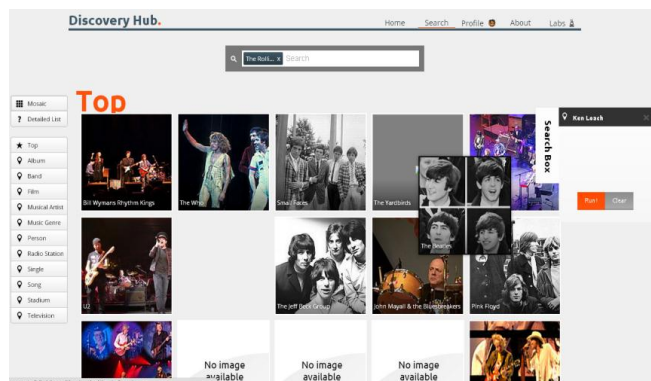 Discovery Hub.
Home Search Profile About Labs
The Rolli... x Search
Top
Mosaic
? Detailed List
Top
Album
Band
Film
Musical Artist
Music Genre
Person
Radio Station
Single
Song
Stadium
Television
Bill Wymans Rhythm Kings
The Who
Small Faces
The Yardbirds
The Beatles
Search Box
Ken Loach
Run!
Clear
U2
The Jeff Beck Group
John Mayall & the Bluesbreakers
Pink Floyd
No image
available
No image
available
No image
available